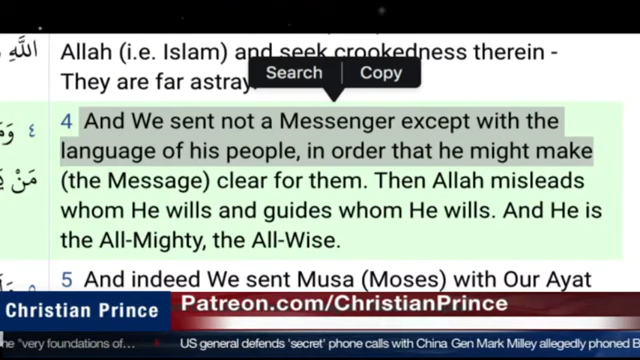 اللَّهِ
Allah (i.e. Islam) and seek crookedness therein -
They are far astray.
Search Copy
4 And We sent not a Messenger except with the
٤
language of his people, in order that he might make
(the Message) clear for them. Then Allah misleads
whom He wills and guides whom He wills. And He is
the All-Mighty, the All-Wise.
5 And indeed We sent Musa (Moses) with Our Ayat
Christian Prince
Patreon.com/ChristianPrince
the "very foundations of...
US general defends 'secret' phone calls with China Gen Mark Milley allegedly phoned